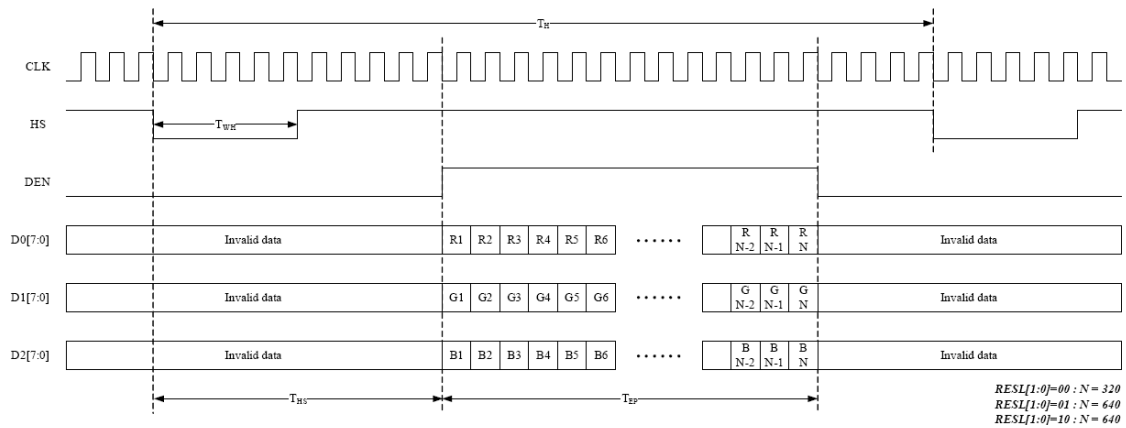 TH
CLK
HS
TWH
DEN
D0[7:0] Invalid data R1 R2 R3 R4 R5 R6 ······ R N-2 R N-1 R N Invalid data
D1[7:0] Invalid data G1 G2 G3 G4 G5 G6 ······ G N-2 G N-1 G N Invalid data
D2[7:0] Invalid data B1 B2 B3 B4 B5 B6 ······ B N-2 B N-1 B N Invalid data
THS TEP
RESL[1:0]=00 : N = 320
RESL[1:0]=01 : N = 640
RESL[1:0]=10 : N = 640